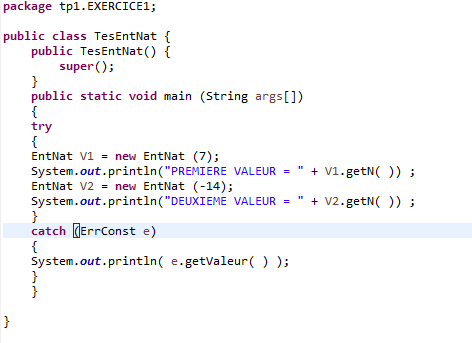 package tp1.EXERCICE1;
public class TesEntNat {
public TesEntNat() {
super();
}
public static void main (String args[])
{
try
{
EntNat V1 = new EntNat (7);
System.out.println("PREMIERE VALEUR = " + V1.getN( )) ;
EntNat V2 = new EntNat (-14);
System.out.println("DEUXIEME VALEUR = " + V2.getN( )) ;
}
catch (ErrConst e)
{
System.out.println( e.getValeur( ) );
}
}
}